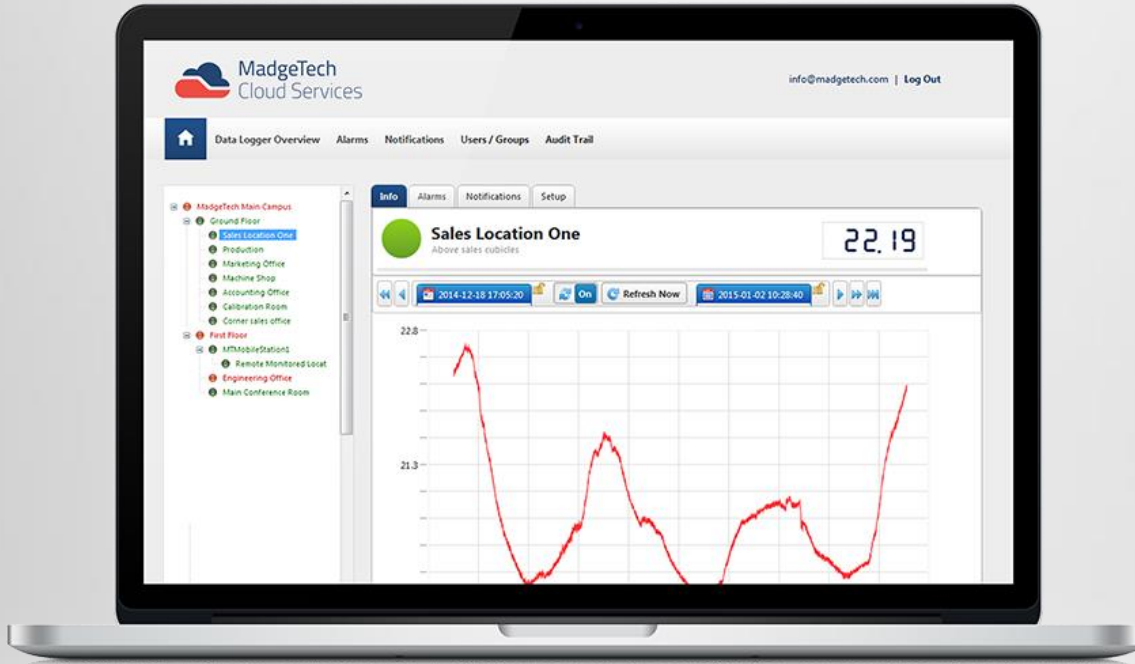 MadgeTech
Cloud Services
info@madgetech.com | Log Out
Data Logger Overview Alarms Notifications Users / Groups Audit Trail
MadgeTech Main Campus
Ground Floor
Sales Location One
Production
Marketing Office
Machine Shop
Accounting Office
Calibration Room
Corner sales office
First Floor
MTMobileStation1
Remote Monitored Locat
Engineering Office
Main Conference Room
Info Alarms Notifications Setup
Sales Location One
Above sales cubicles
22.19
2014-12-18 17:05:20 On Refresh Now 2015-01-02 10:28:40
22.8
21.3